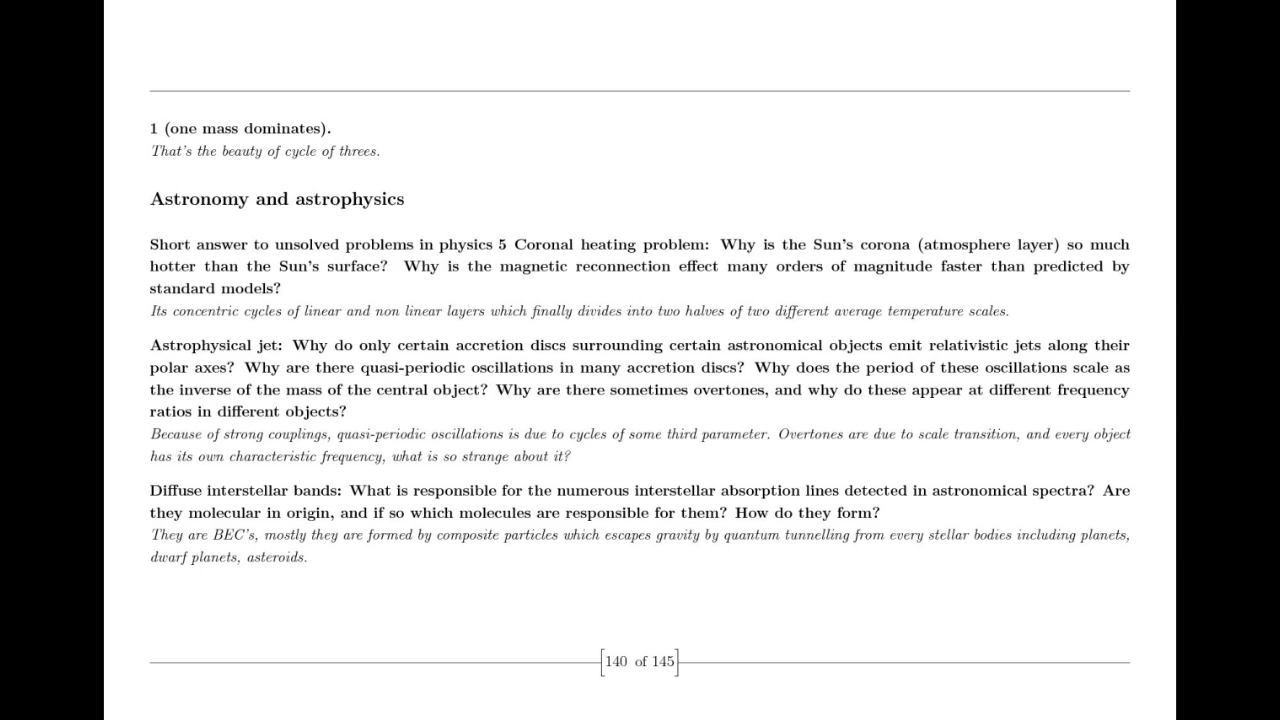 1 (one mass dominates).
That's the beauty of cycle of threes.
Astronomy and astrophysics
Short answer to unsolved problems in physics 5 Coronal heating problem: Why is the Sun's corona (atmosphere layer) so much
hotter than the Sun's surface? Why is the magnetic reconnection effect many orders of magnitude faster than predicted by
standard models?
Its concentric cycles of linear and non linear layers which finally divides into two halves of two different average temperature scales.
Astrophysical jet: Why do only certain accretion discs surrounding certain astronomical objects emit relativistic jets along their
polar axes? Why are there quasi-periodic oscillations in many accretion discs? Why does the period of these oscillations scale as
the inverse of the mass of the central object? Why are there sometimes overtones, and why do these appear at different frequency
ratios in different objects?
Because of strong couplings, quasi-periodic oscillations is due to cycles of some third parameter. Overtones are due to scale transition, and every object
has its own characteristic frequency, what is so strange about it?
Diffuse interstellar bands: What is responsible for the numerous interstellar absorption lines detected in astronomical spectra? Are
they molecular in origin, and if so which molecules are responsible for them? How do they form?
They are BEC's, mostly they are formed by composite particles which escapes gravity by quantum tunnelling from every stellar bodies including planets,
dwarf planets, asteroids.
140 of 145